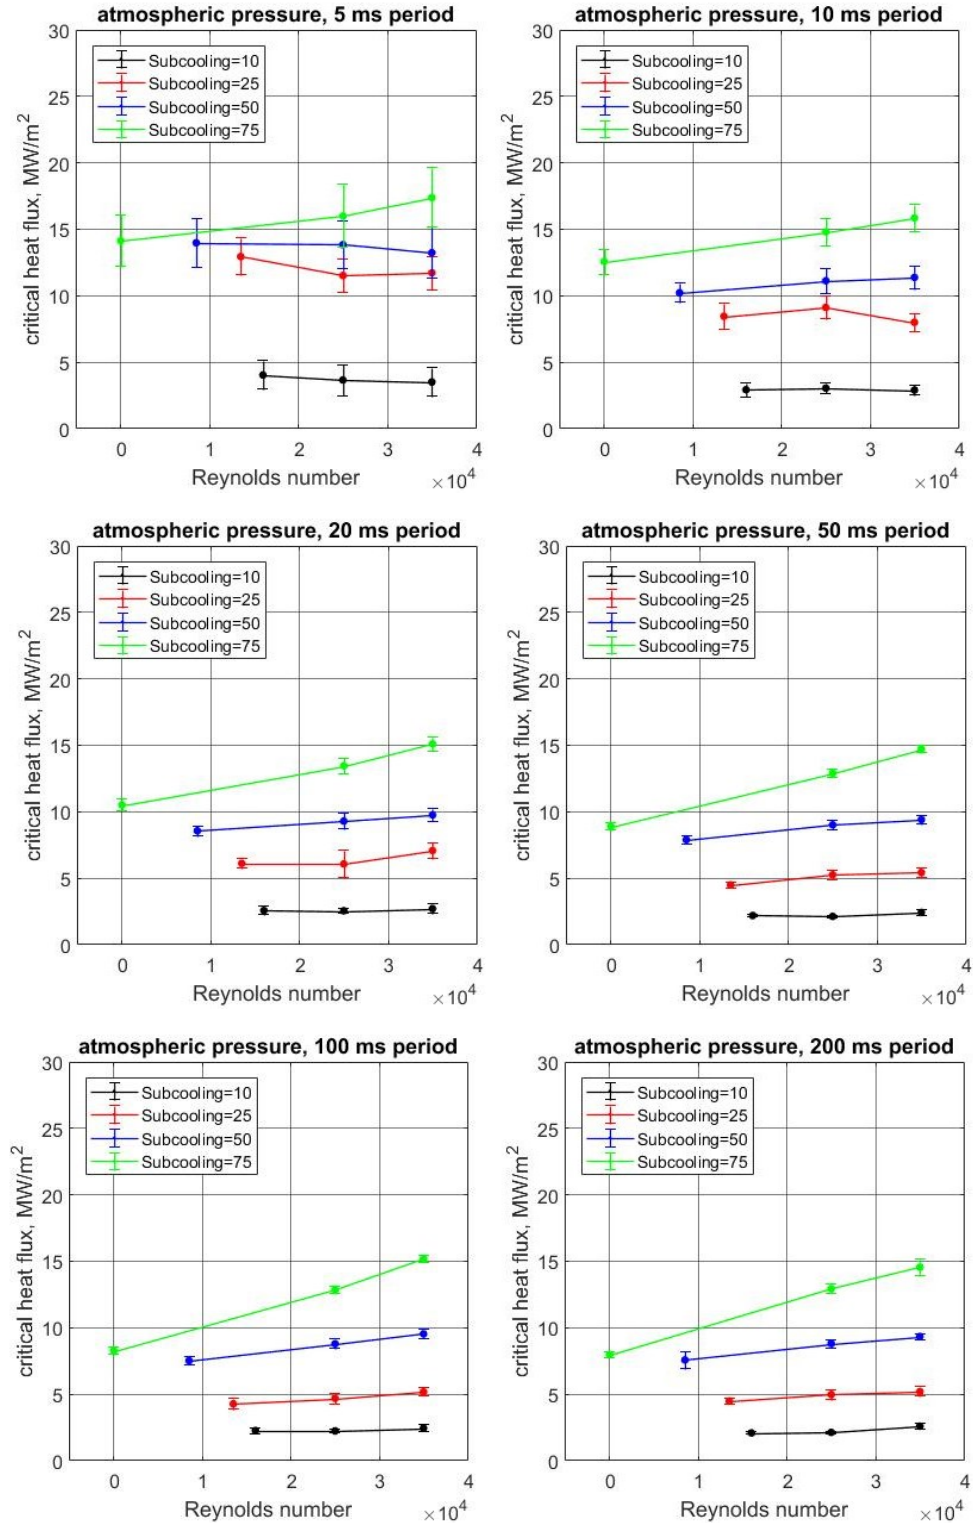 atmospheric pressure, 5 ms period
30
25
20
15
10
5
0
critical heat flux, MW/m²
Subcooling=10
Subcooling=25
Subcooling=50
Subcooling=75
0 1 2 3 4
Reynolds number
×10⁴
atmospheric pressure, 10 ms period
30
25
20
15
10
5
0
critical heat flux, MW/m²
Subcooling=10
Subcooling=25
Subcooling=50
Subcooling=75
0 1 2 3 4
Reynolds number
×10⁴
atmospheric pressure, 20 ms period
30
25
20
15
10
5
0
critical heat flux, MW/m²
Subcooling=10
Subcooling=25
Subcooling=50
Subcooling=75
0 1 2 3 4
Reynolds number
×10⁴
atmospheric pressure, 50 ms period
30
25
20
15
10
5
0
critical heat flux, MW/m²
Subcooling=10
Subcooling=25
Subcooling=50
Subcooling=75
0 1 2 3 4
Reynolds number
×10⁴
atmospheric pressure, 100 ms period
30
25
20
15
10
5
0
critical heat flux, MW/m²
Subcooling=10
Subcooling=25
Subcooling=50
Subcooling=75
0 1 2 3 4
Reynolds number
×10⁴
atmospheric pressure, 200 ms period
30
25
20
15
10
5
0
critical heat flux, MW/m²
Subcooling=10
Subcooling=25
Subcooling=50
Subcooling=75
0 1 2 3 4
Reynolds number
×10⁴